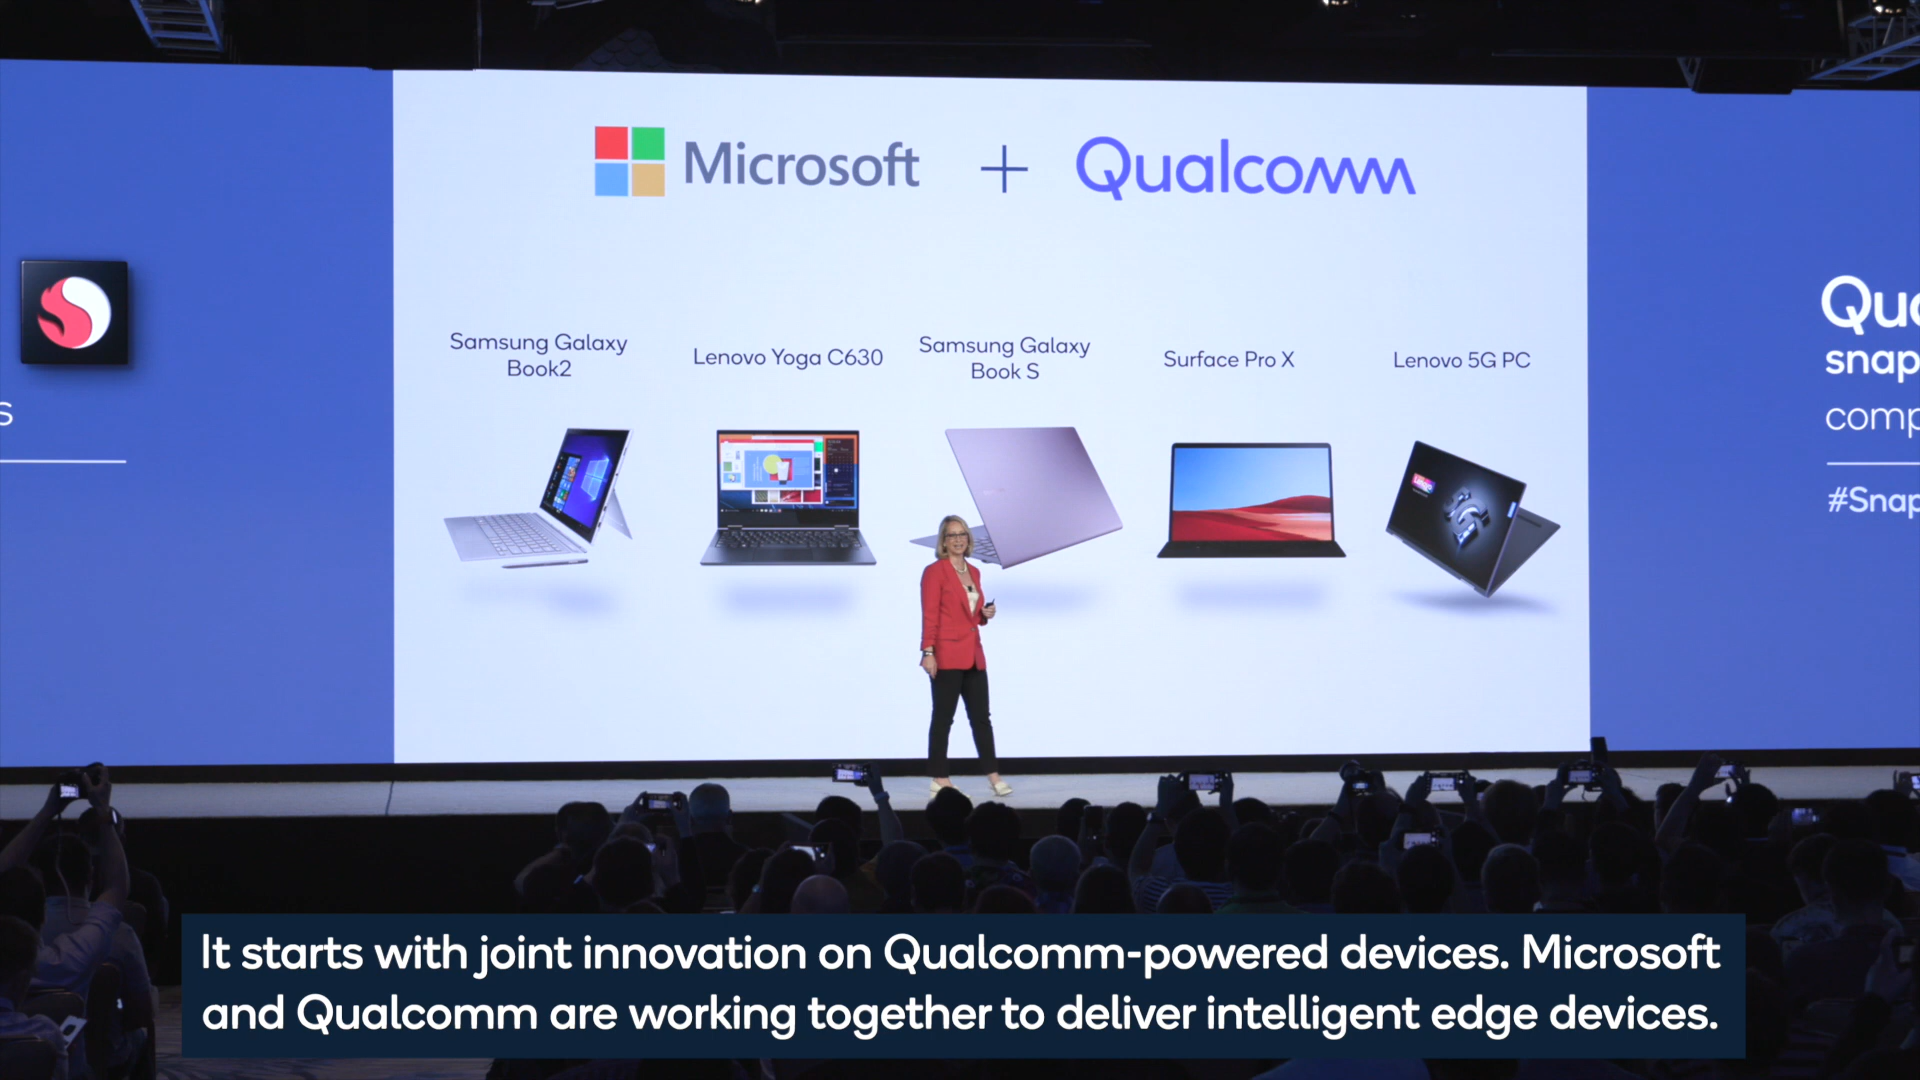 Microsoft + Qualcomm
Samsung Galaxy
Book2
Lenovo Yoga C630
Samsung Galaxy
Book S
Surface Pro X
Lenovo 5G PC
s
Qua
snap
comp
#Snap
5G
It starts with joint innovation on Qualcomm-powered devices. Microsoft
and Qualcomm are working together to deliver intelligent edge devices.